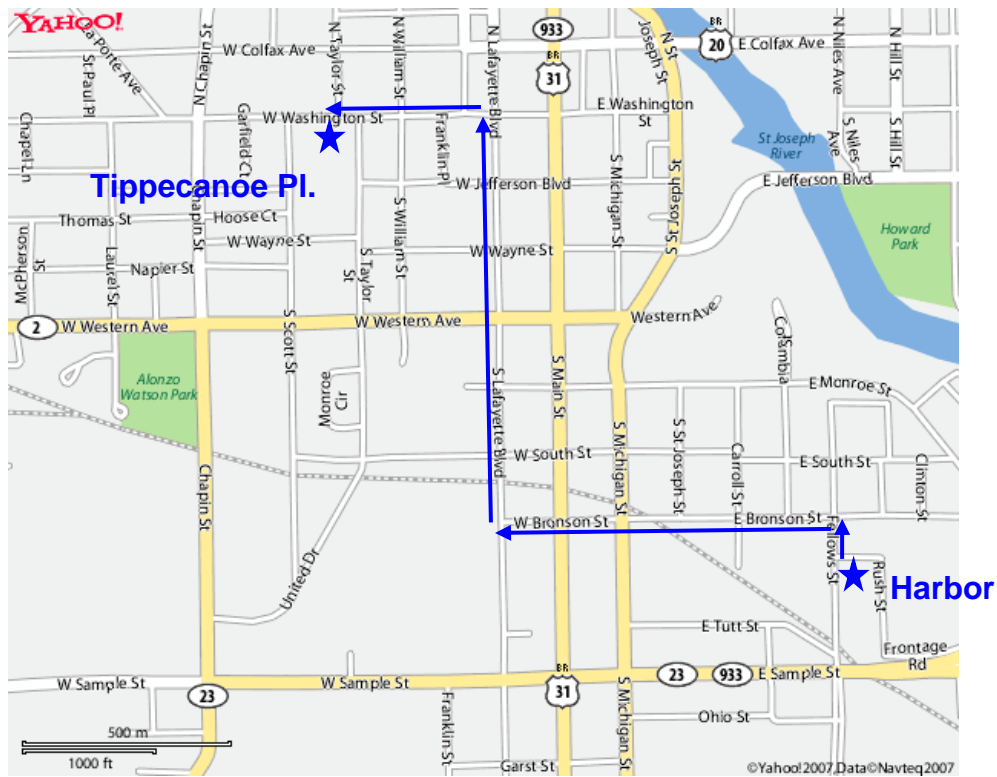 YAHOO!
La Porte Ave
St Paul Pl
N Chapin St
W Colfax Ave
N Taylor St
N William St
N Lafayette Blvd
933
BR
31
N St
Joseph St
BR
20
E Colfax Ave
N Niles Ave
N Hill St
W Washington St
E Washington
St
Garfield Ct
Franklin Pl
Chapel Ln
St Joseph
River
S Niles
Ave
S Hill St
Tippecanoe Pl.
W Jefferson Blvd
E Jefferson Blvd
S Michigan St
S St Joseph St
Thomas St
Hoose Ct
Chapin St
W Wayne St
S William St
W Wayne St
Howard
Park
McPherson
St
Laurel St
Napier St
S Taylor
St
2
W Western Ave
W Western Ave
Western Ave
S Scott St
Columbia
Alonzo
Watson Park
Monroe
Cir
S Lafayette Blvd
S Main St
E Monroe St
S Michigan St
S St Joseph St
Carroll St
W South St
E South St
Clinton St
Chapin St
W Bronson St
E Bronson St
Fellows St
United Dr
Rush St
Harbor
E Tutt St
Frontage
Rd
W Sample St
23
W Sample St
BR
31
S Michigan St
23
933
E Sample St
Franklin St
Ohio St
500 m
1000 ft
Garst St
©Yahoo!2007,Data©Navteq2007